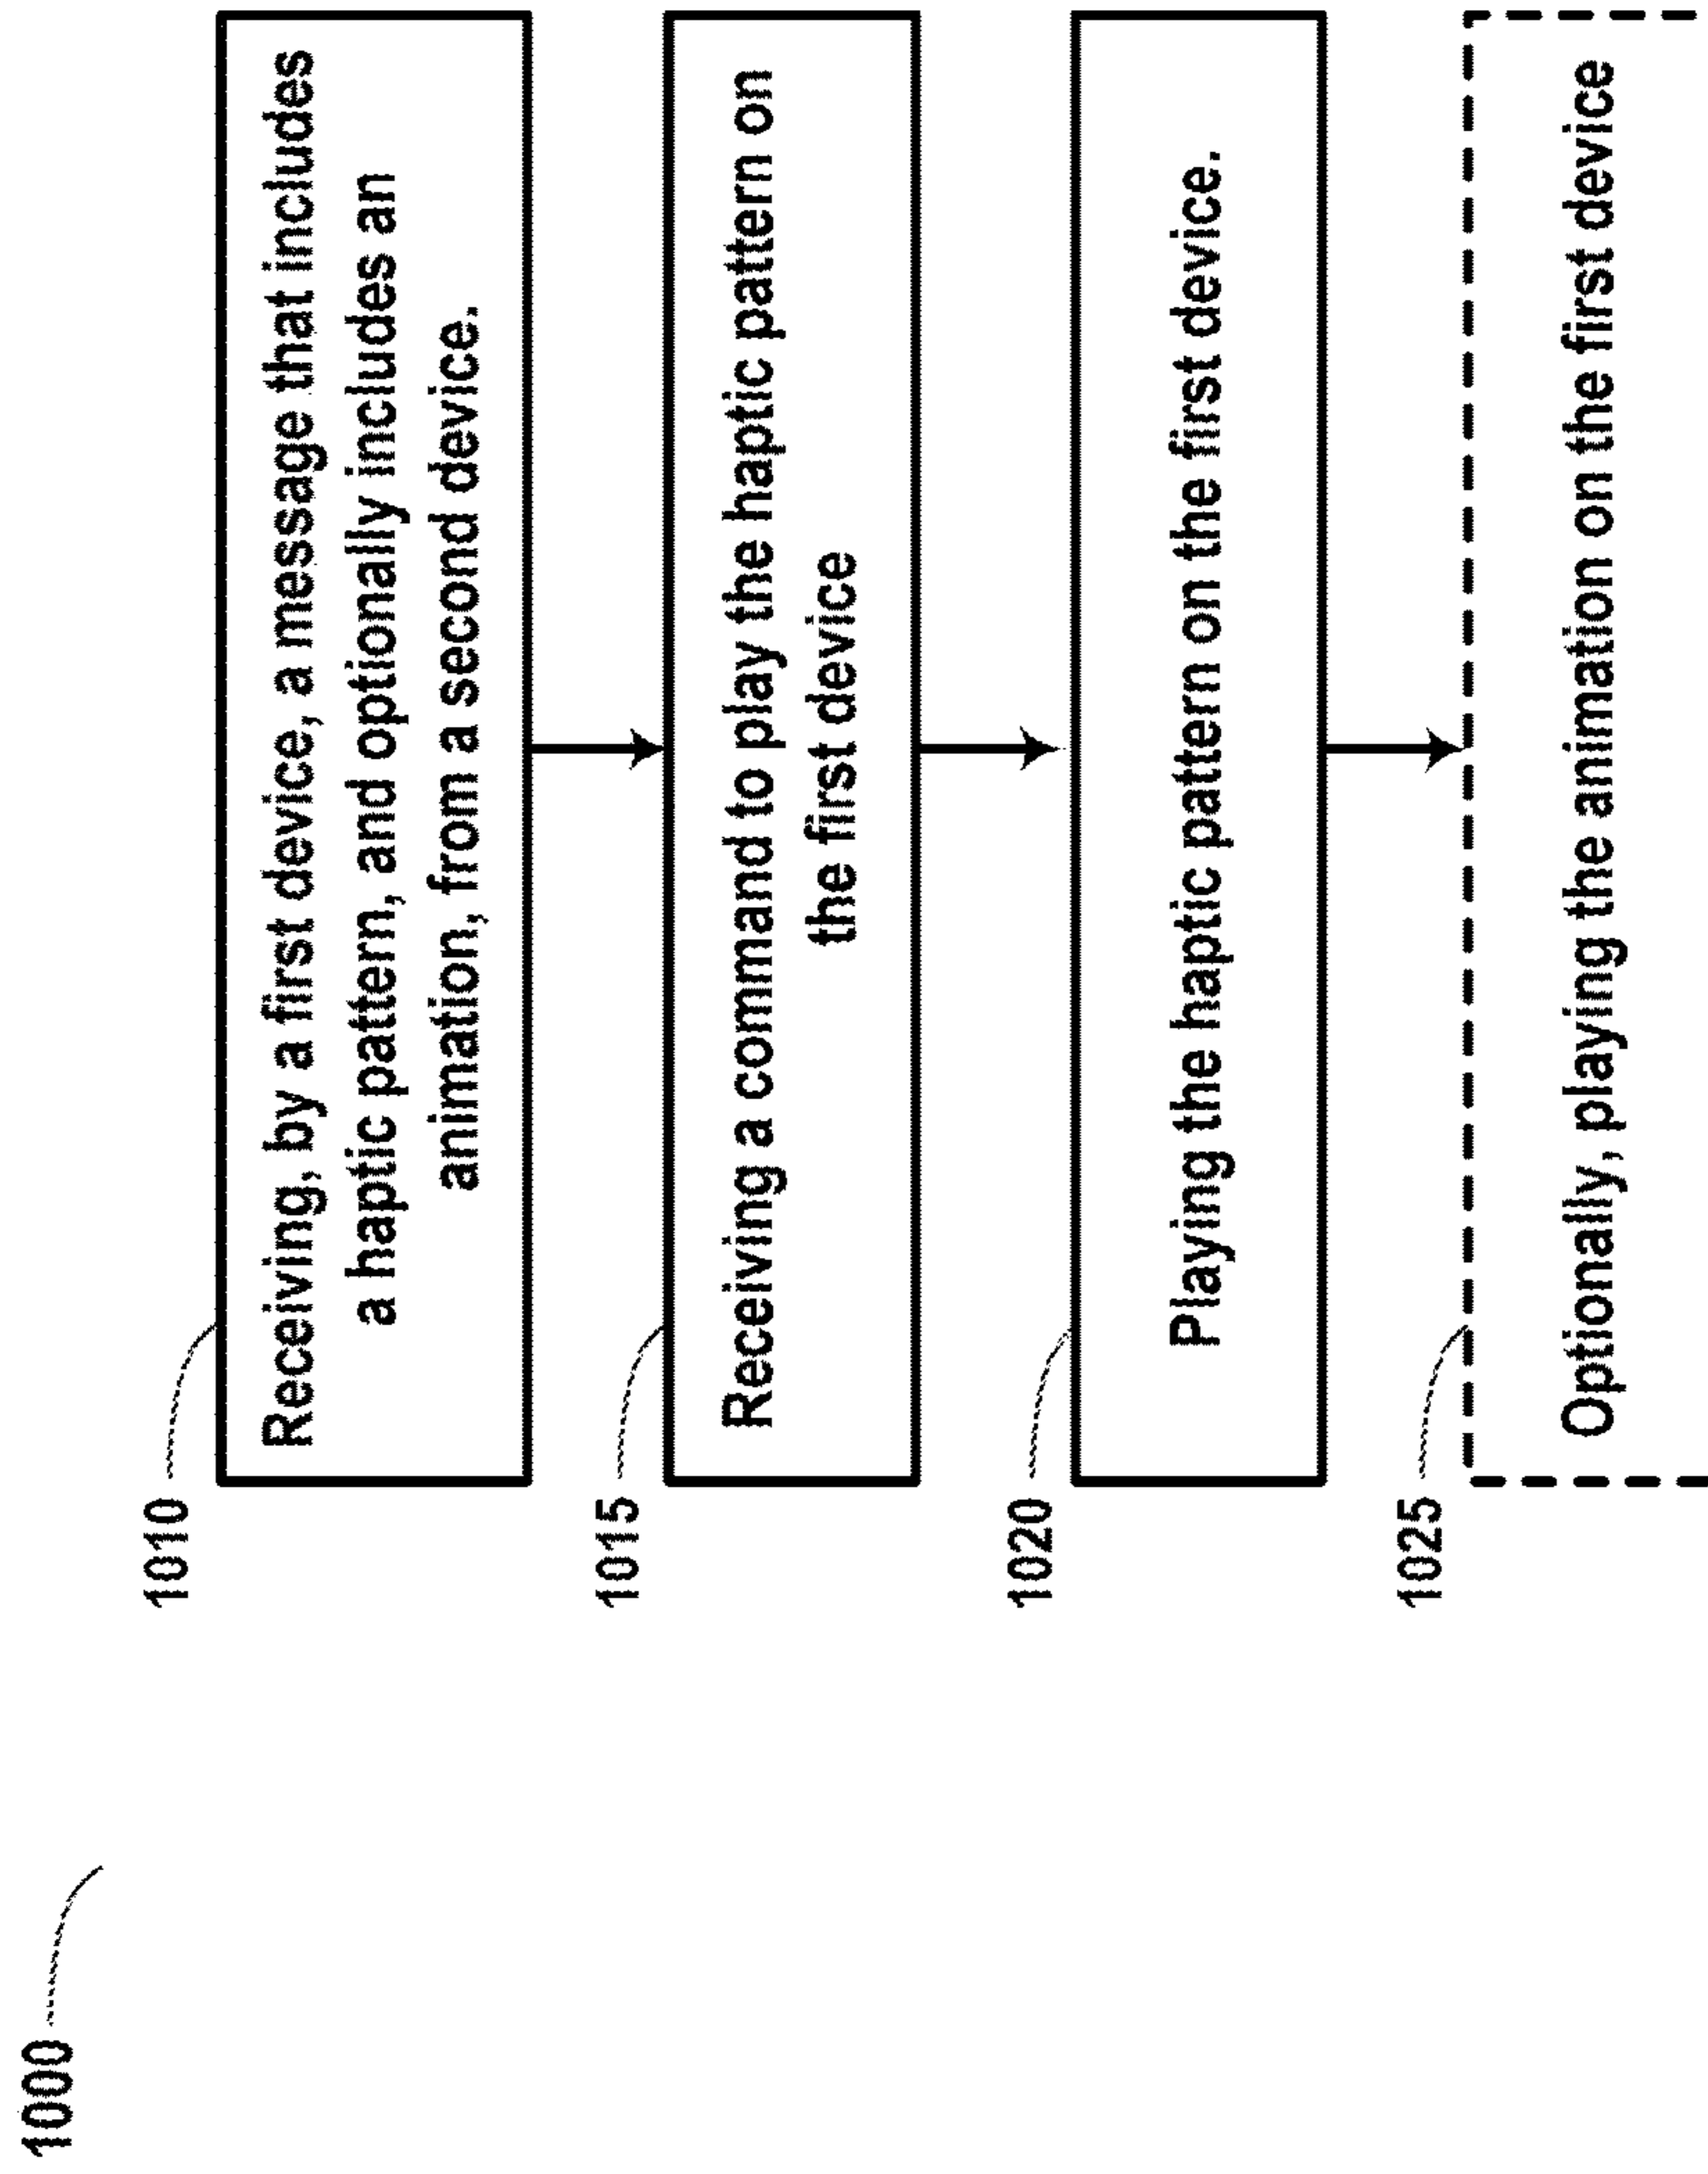 1000
1010
Receiving, by a first device, a message that includes
a haptic pattern, and optionally includes an
animation, from a second device.
1015
Receiving a command to play the haptic pattern on
the first device
1020
Playing the haptic pattern on the first device.
1025
Optionally, playing the animation on the first device